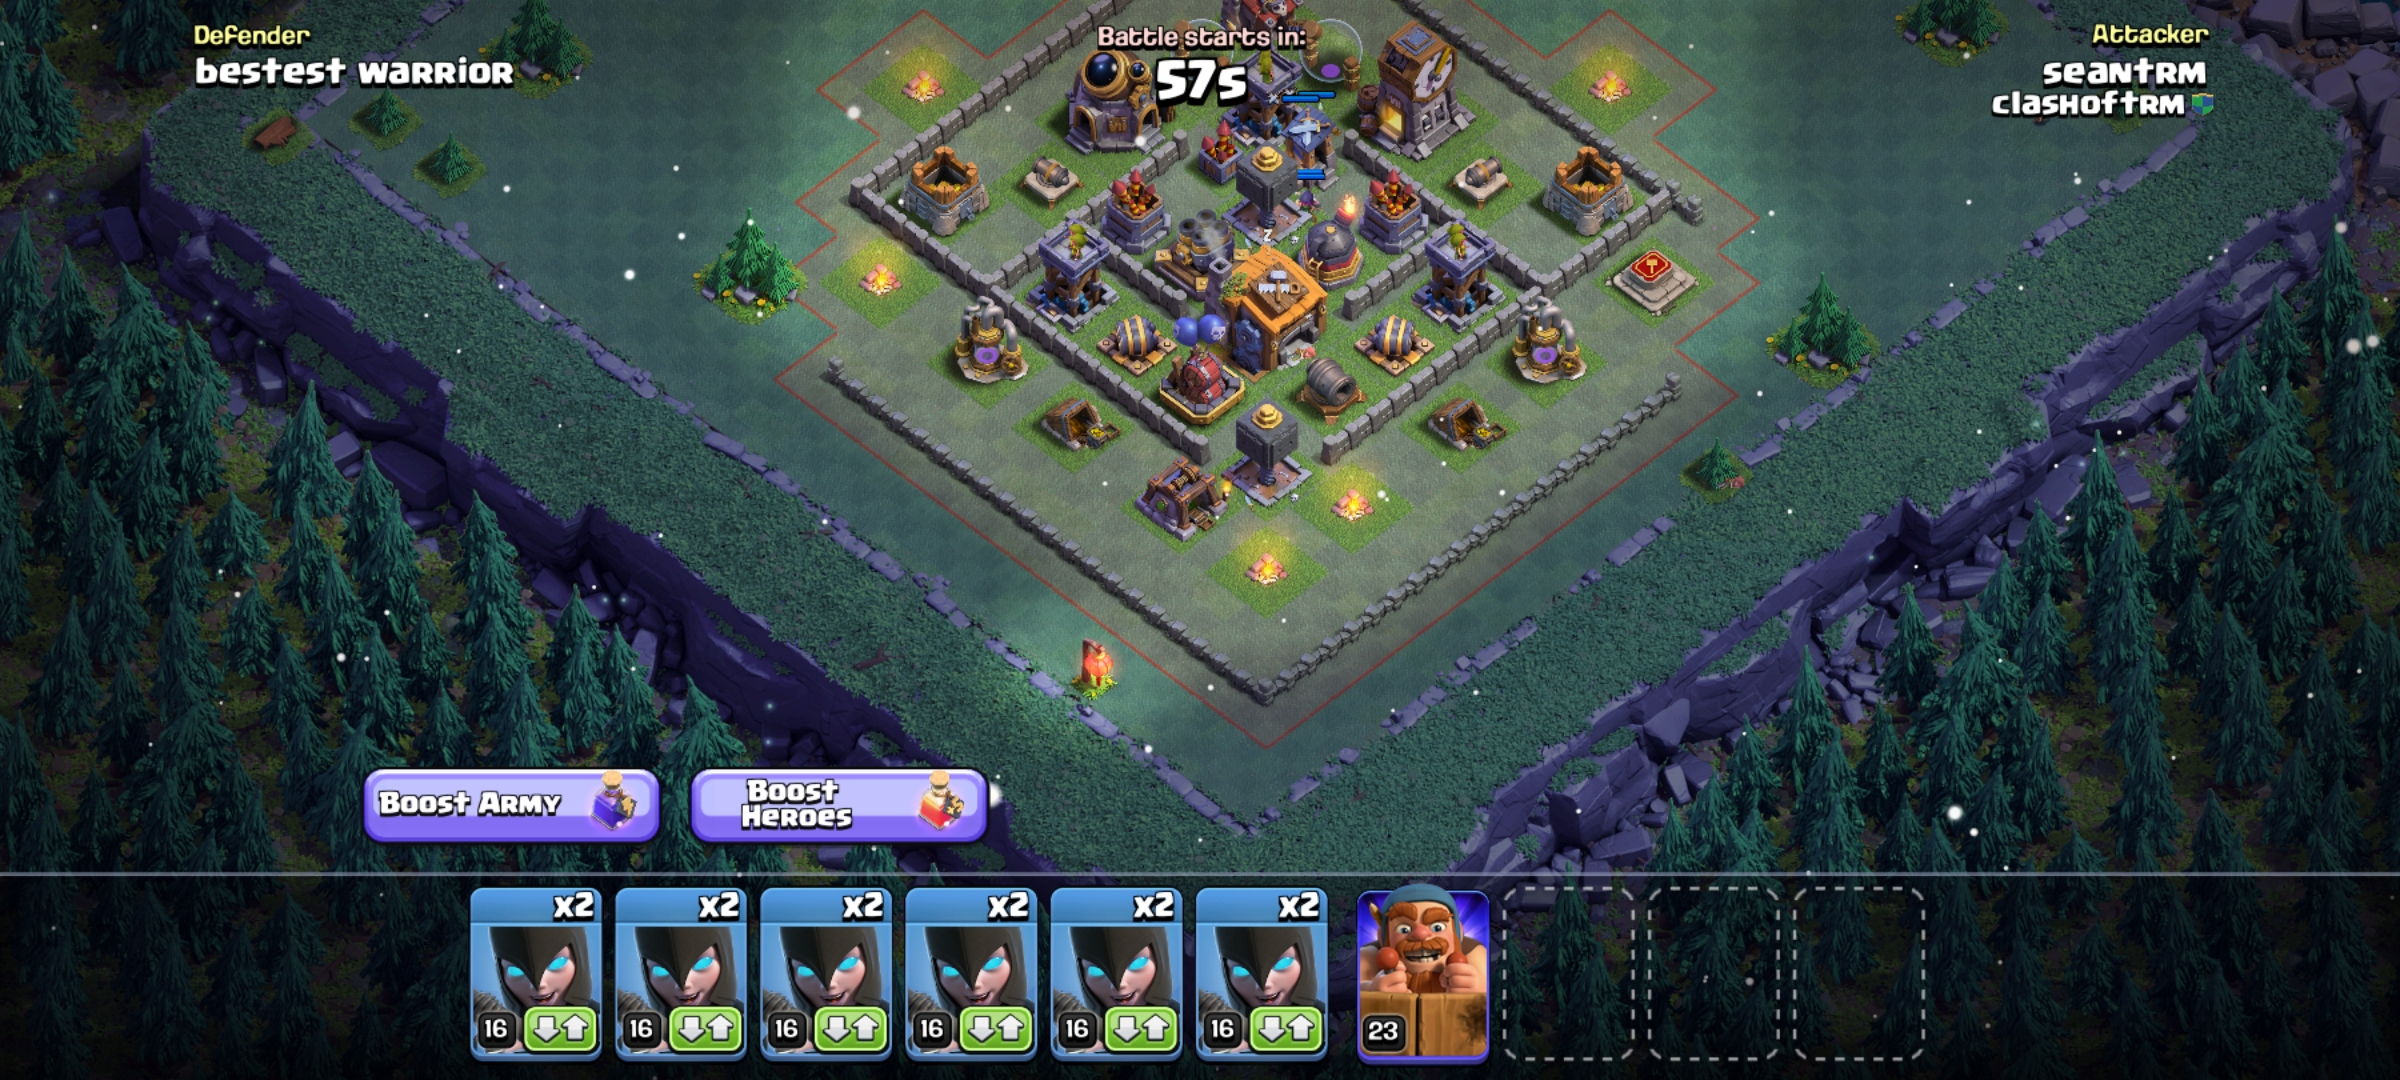 Defender
bestest warrior
Battle starts in:
57s
Attacker
seantRM
clashoftRM
Boost Army
Boost
Heroes
x2
x2
x2
x2
x2
x2
16
16
16
16
16
16
23